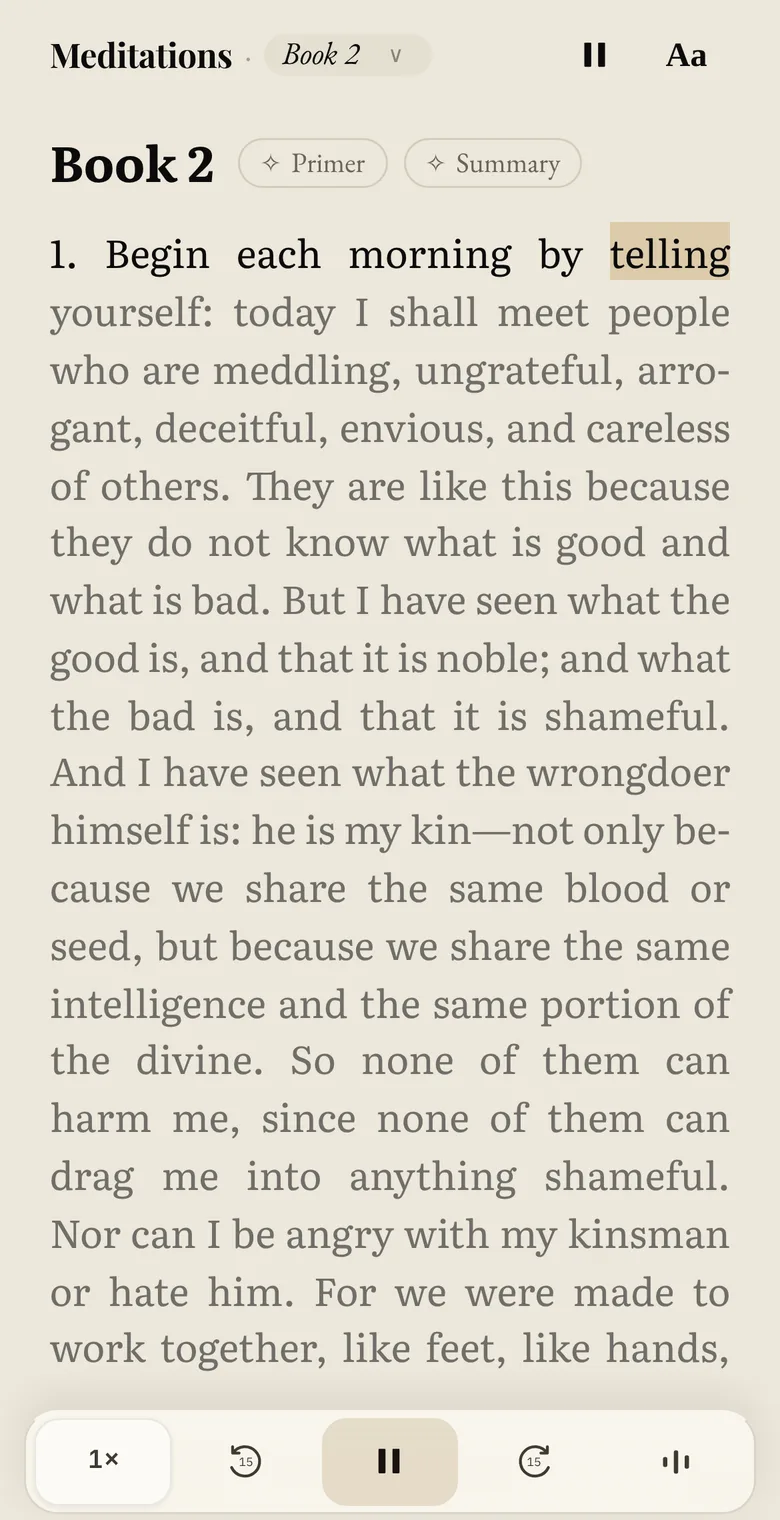 Meditations · Book 2 ∨ Aa
Book 2 ✧ Primer ✧ Summary
1. Begin each morning by telling
yourself: today I shall meet people
who are meddling, ungrateful, arro-
gant, deceitful, envious, and careless
of others. They are like this because
they do not know what is good and
what is bad. But I have seen what the
good is, and that it is noble; and what
the bad is, and that it is shameful.
And I have seen what the wrongdoer
himself is: he is my kin—not only be-
cause we share the same blood or
seed, but because we share the same
intelligence and the same portion of
the divine. So none of them can
harm me, since none of them can
drag me into anything shameful.
Nor can I be angry with my kinsman
or hate him. For we were made to
work together, like feet, like hands,
1× 15 15